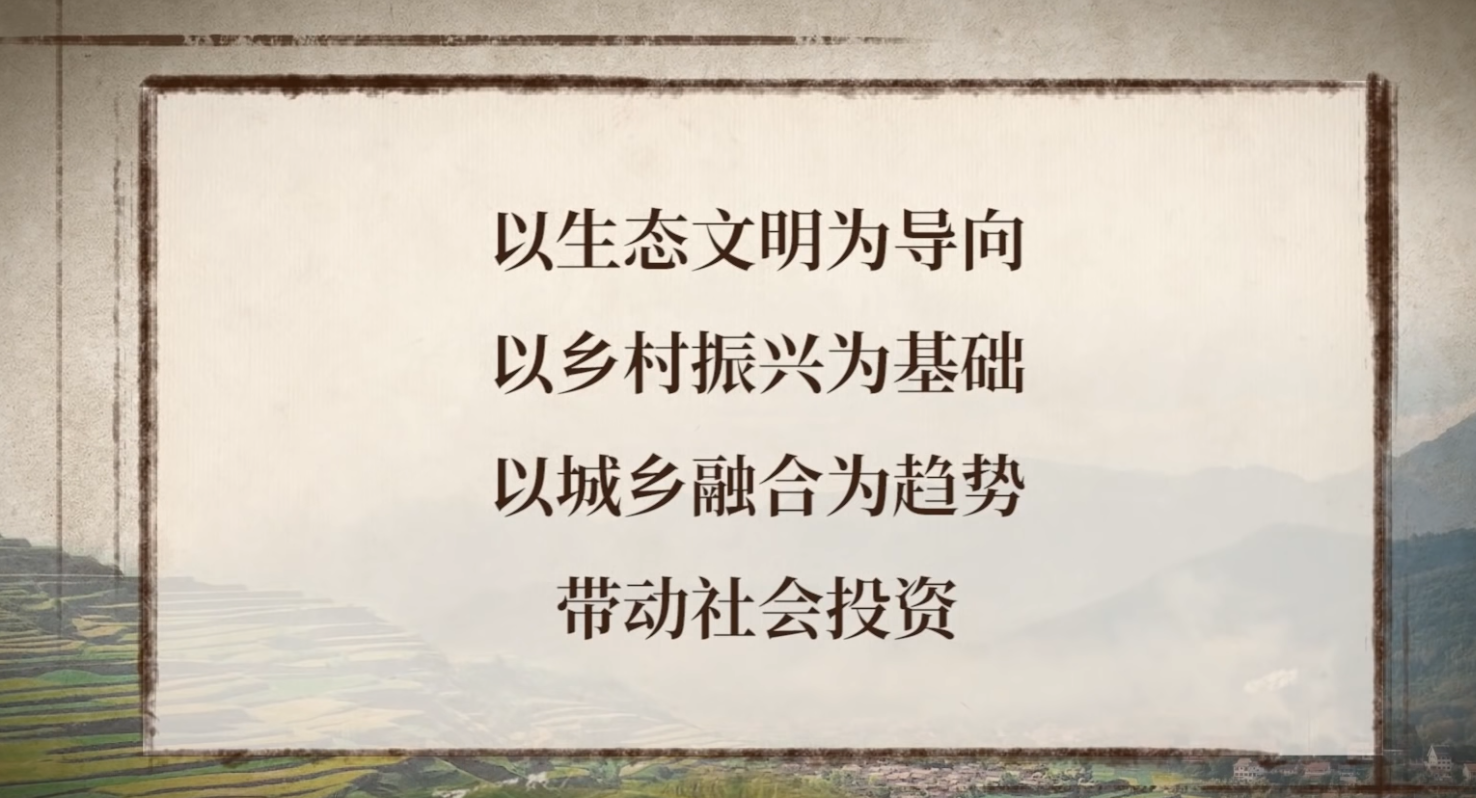 以生态文明为导向
以乡村振兴为基础
以城乡融合为趋势
带动社会投资